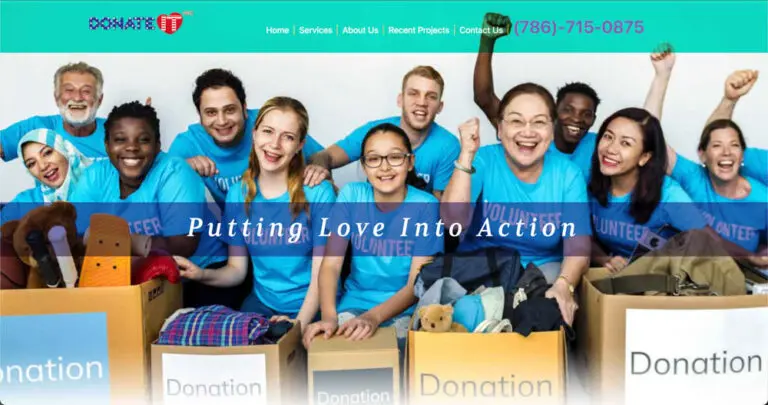 DONATE IT
Home | Services | About Us | Recent Projects | Contact Us | (786)-715-0875
Putting Love Into Action
VOLUNTEER
VOLUNTEER
VOLUNTEER
VOLUNTEER
VOLUNTEER
onation
Donation
Donation
Donation
Donation